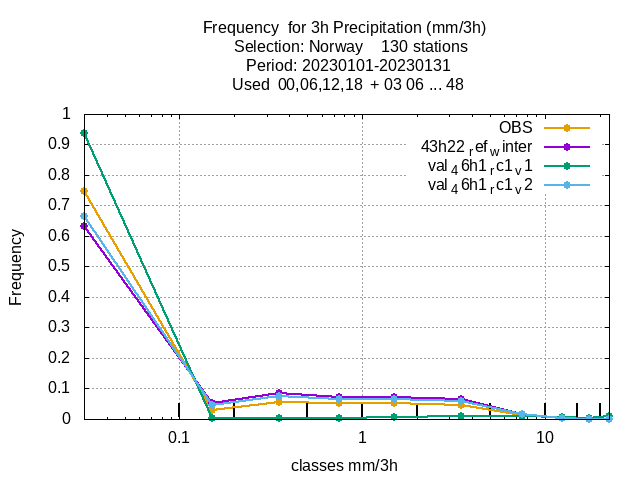 Frequency  for 3h Precipitation (mm/3h)
Selection: Norway    130 stations
Period: 20230101-20230131
Used  00,06,12,18  + 03 06 ... 48
1
0.9
0.8
0.7
0.6
0.5
0.4
0.3
0.2
0.1
0
Frequency
OBS
43h22_ref_winter
val_46h1_rc1_v1
val_46h1_rc1_v2
0.1
1
10
classes mm/3h